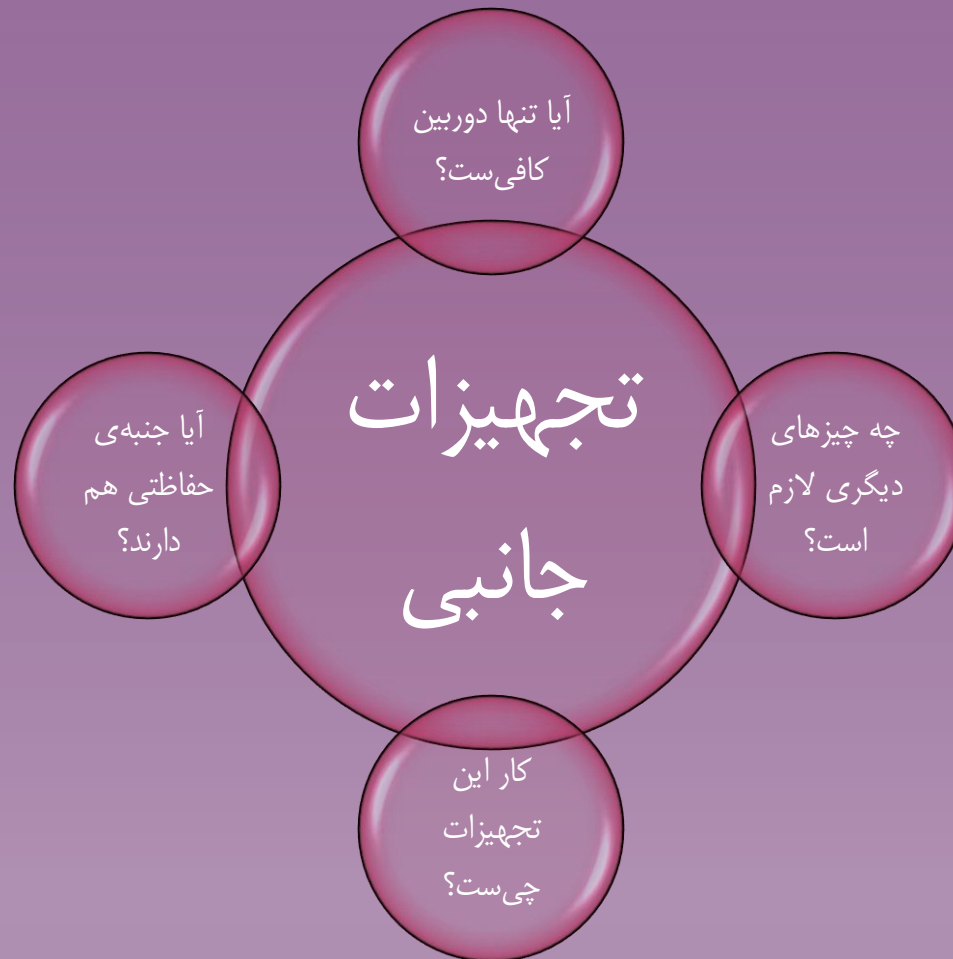 آیا تنها دوربین
کافی‌ست؟
تجهیزات
جانبی
چه چیزهای
دیگری لازم
است؟
کار این
تجهیزات
چی‌ست؟
آیا جنبه‌ی
حفاظتی هم
دارند؟